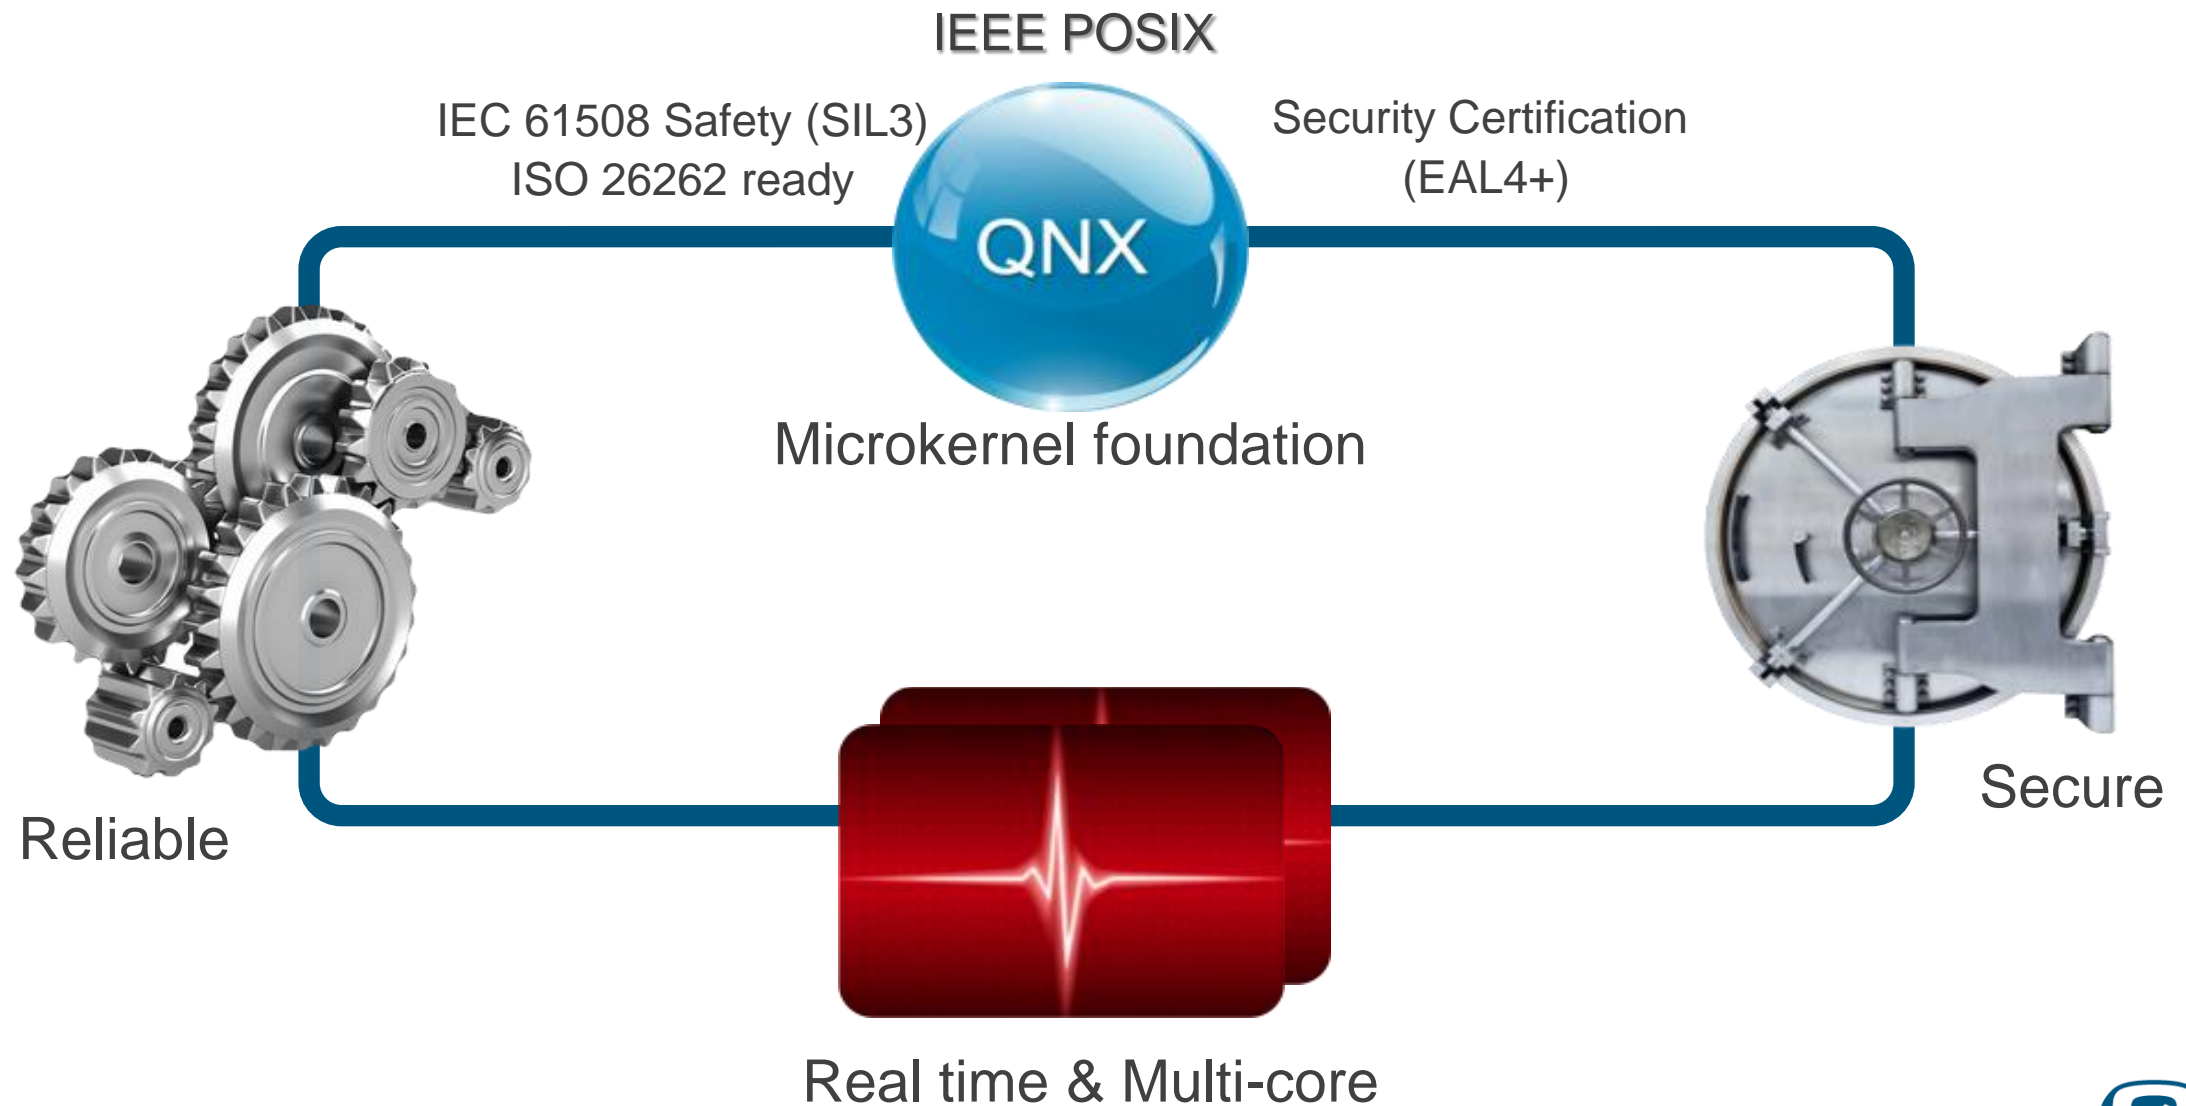 IEEE POSIX
IEC 61508 Safety (SIL3)
ISO 26262 ready
Security Certification
(EAL4+)
QNX
Microkernel foundation
Reliable
Secure
Real time & Multi-core